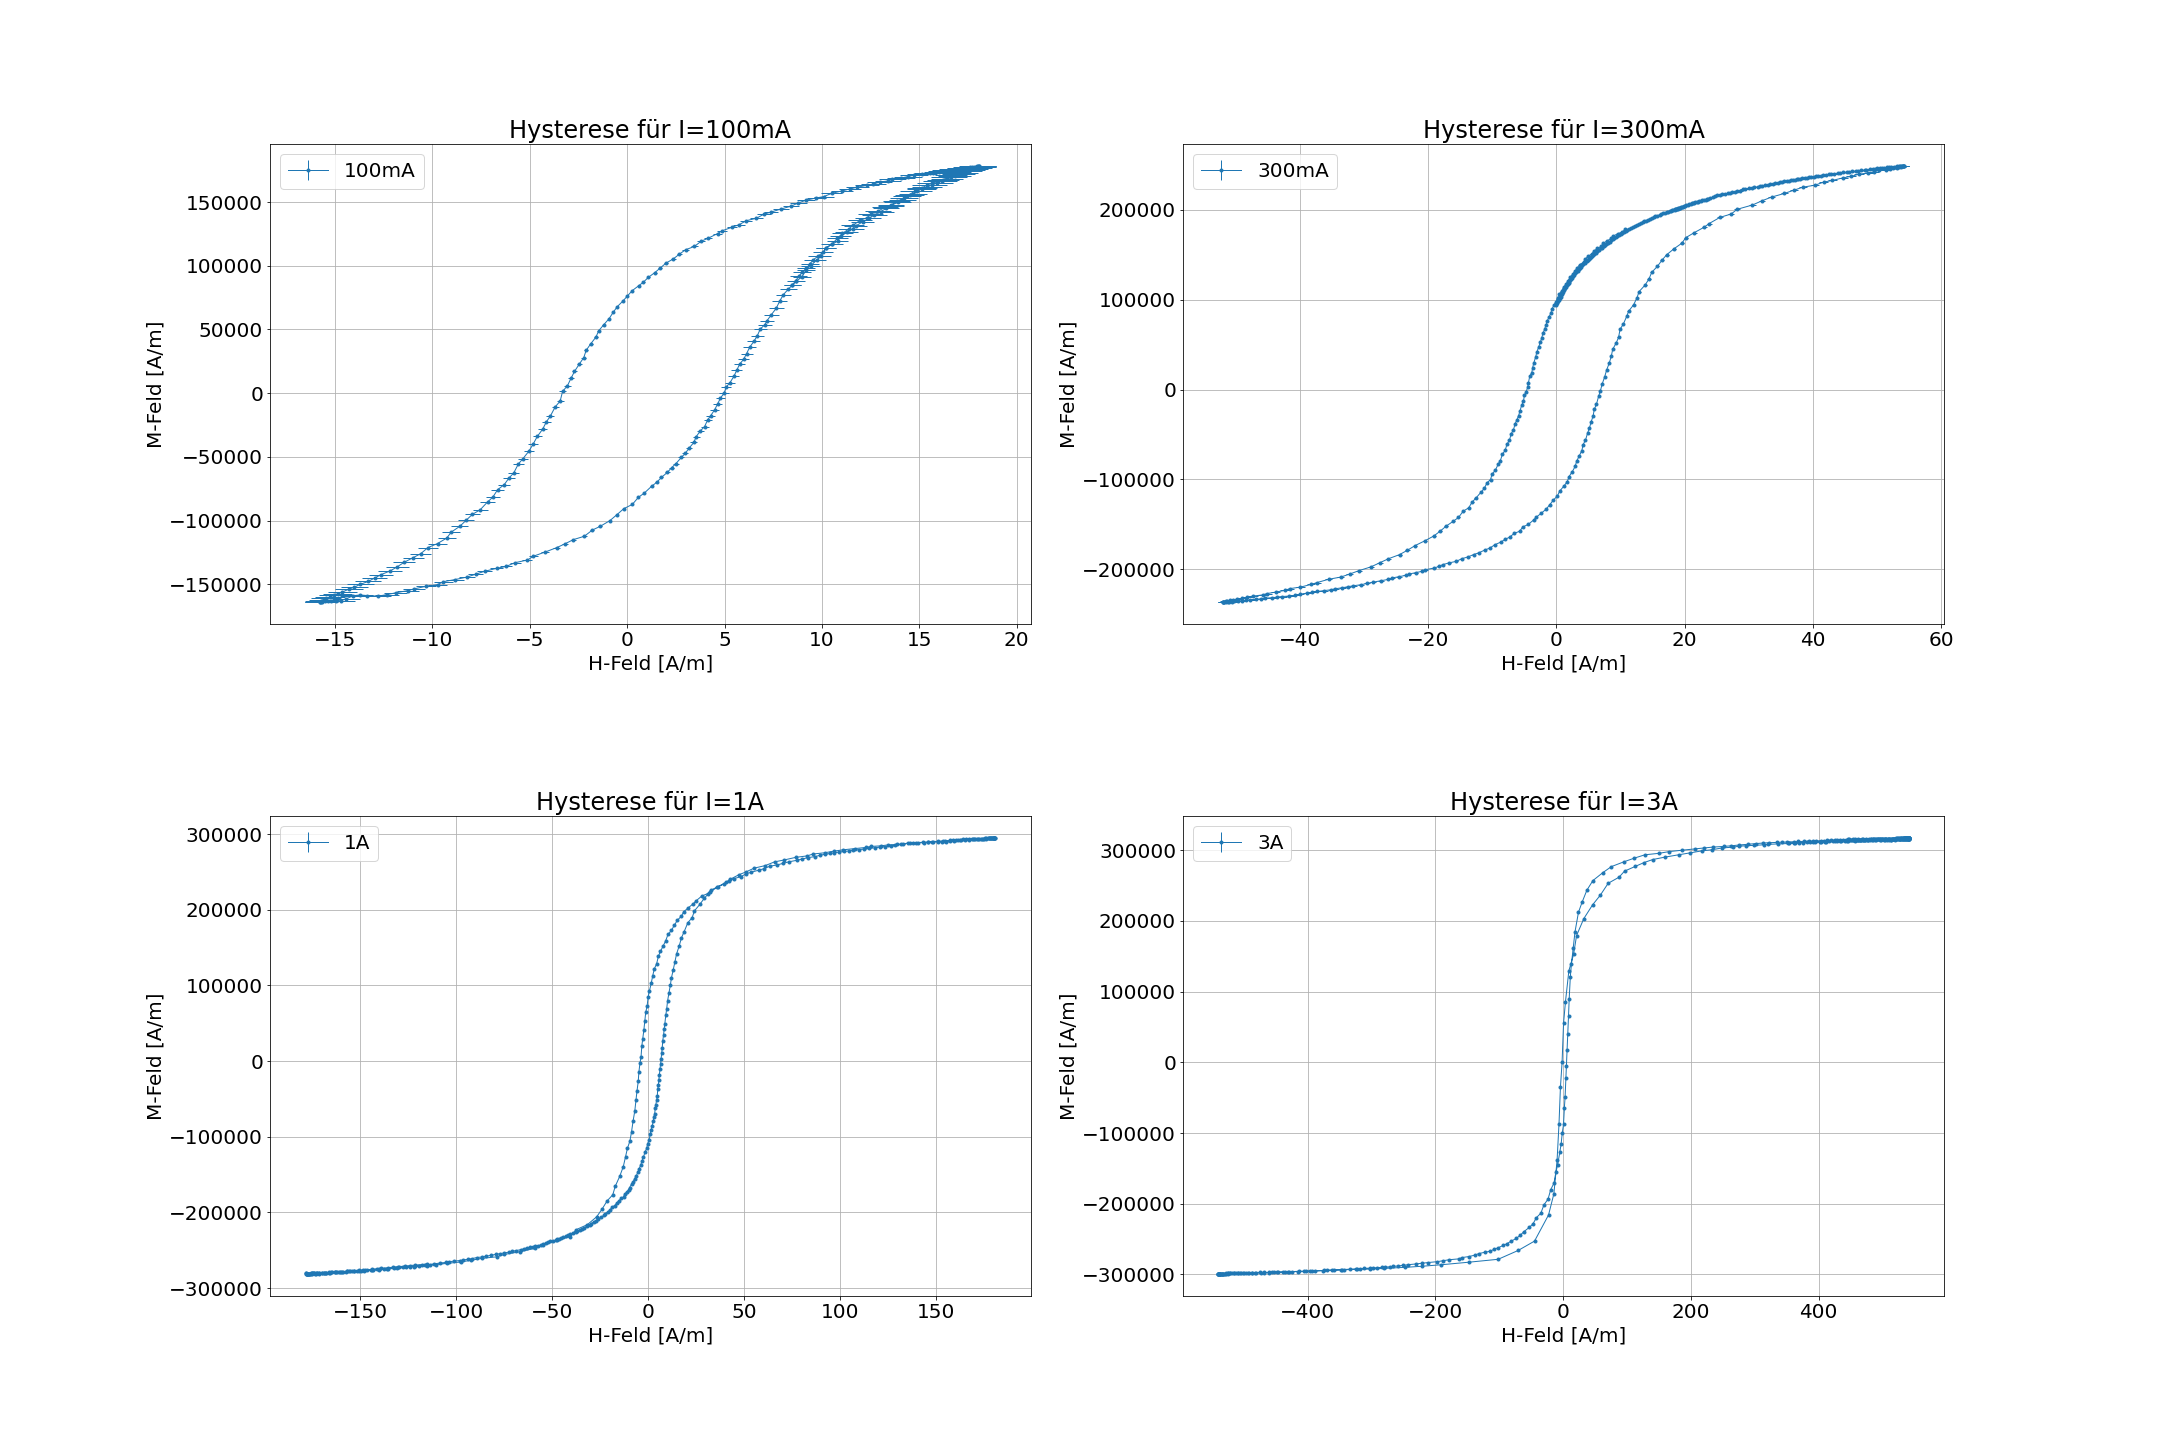 Hysterese für I=100mA
100mA
150000
100000
50000
0
−50000
−100000
−150000
M-Feld [A/m]
−15 −10 −5 0 5 10 15 20
H-Feld [A/m]
Hysterese für I=300mA
300mA
200000
100000
0
−100000
−200000
M-Feld [A/m]
−40 −20 0 20 40 60
H-Feld [A/m]
Hysterese für I=1A
1A
300000
200000
100000
0
−100000
−200000
−300000
M-Feld [A/m]
−150 −100 −50 0 50 100 150
H-Feld [A/m]
Hysterese für I=3A
3A
300000
200000
100000
0
−100000
−200000
−300000
M-Feld [A/m]
−400 −200 0 200 400
H-Feld [A/m]